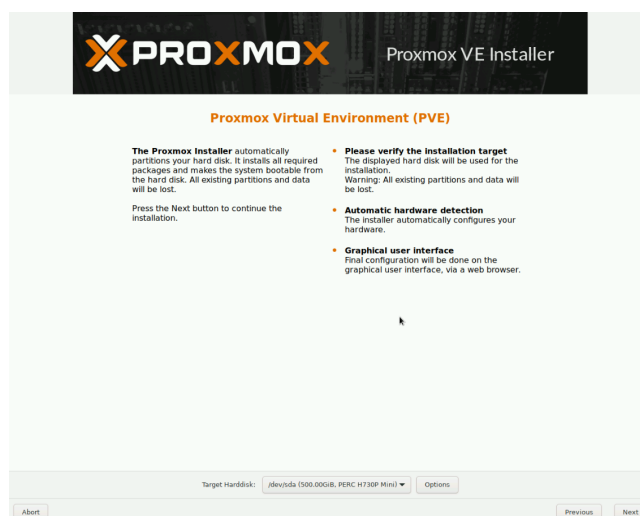 PROXMOX
Proxmox VE Installer
Proxmox Virtual Environment (PVE)
The Proxmox Installer automatically
partitions your hard disk. It installs all required
packages and makes the system bootable from
the hard disk. All existing partitions and data
will be lost.
Press the Next button to continue the
installation.
• Please verify the installation target
The displayed hard disk will be used for the
installation.
Warning: All existing partitions and data will
be lost.
• Automatic hardware detection
The installer automatically configures your
hardware.
• Graphical user interface
Final configuration will be done on the
graphical user interface, via a web browser.
Target Harddisk: /dev/sda (500.00GiB, PERC H730P Mini) Options
Abort Previous Next